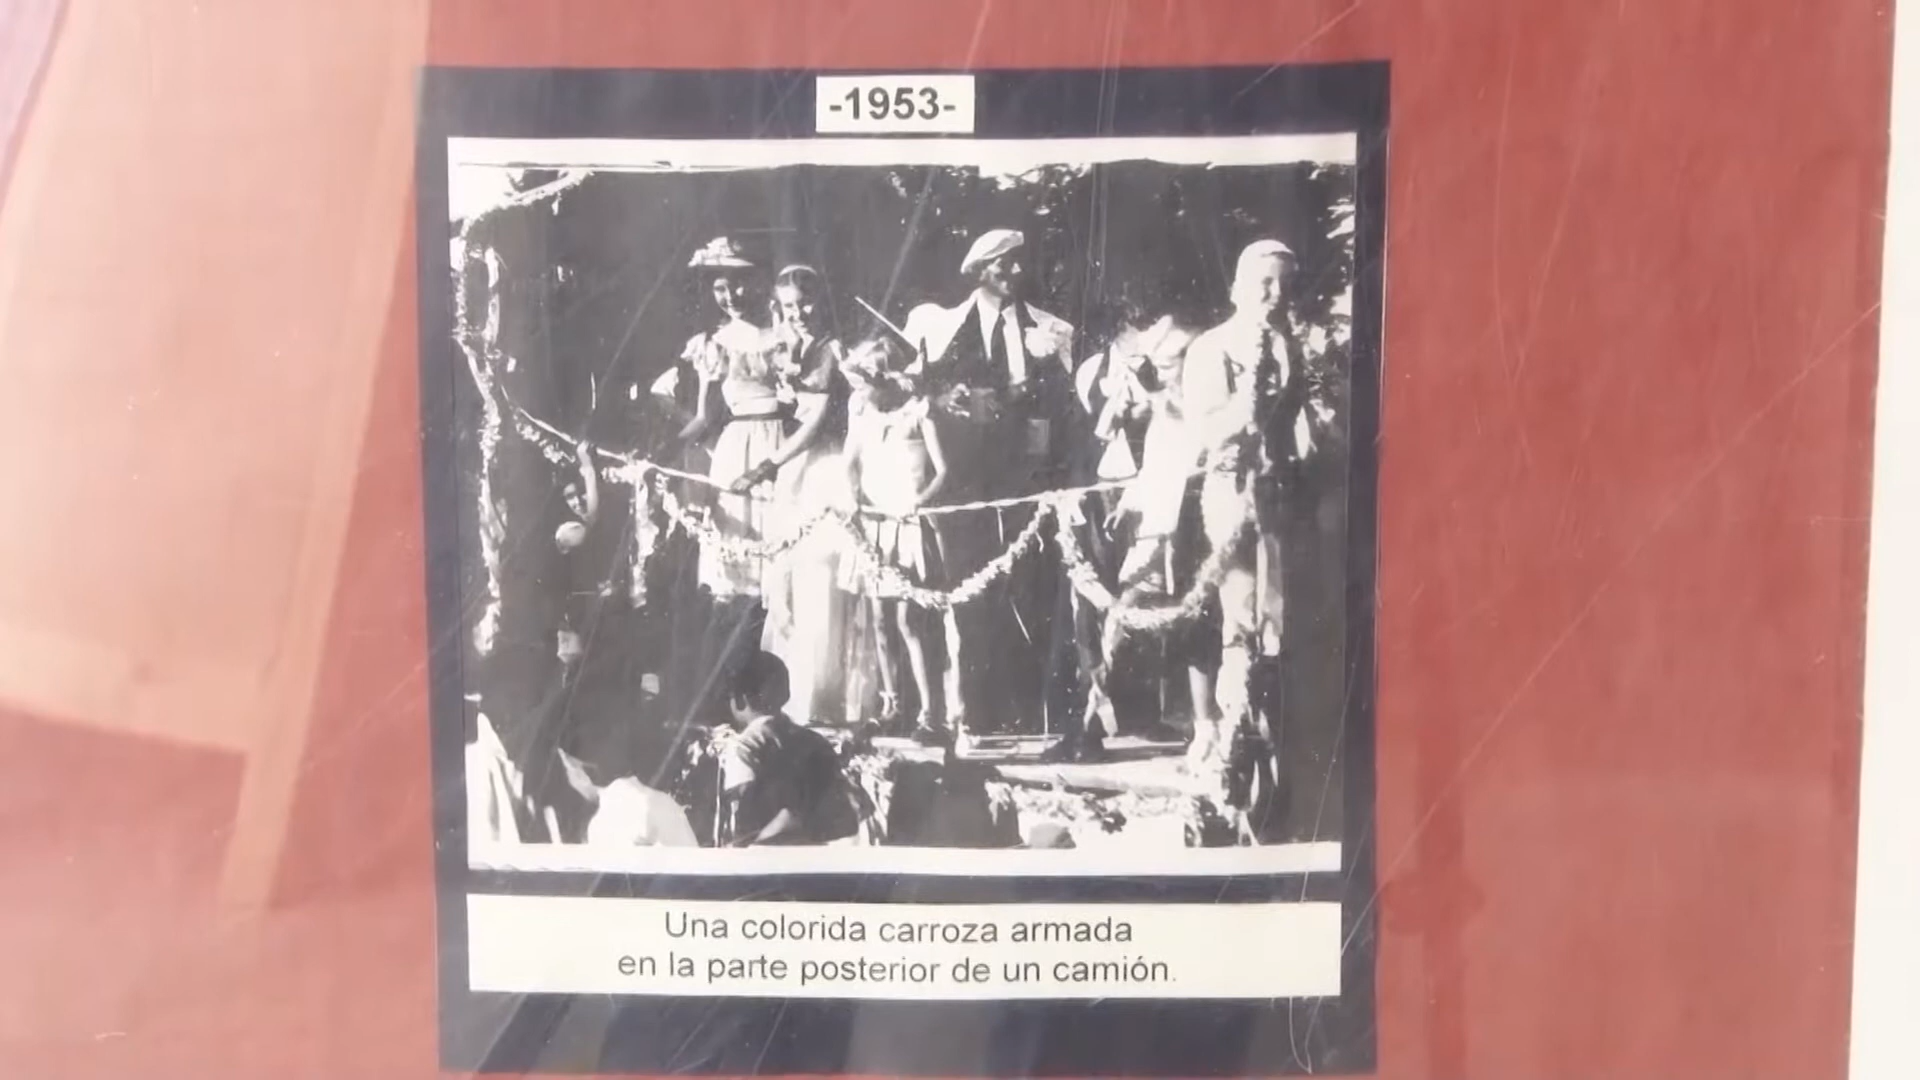 -1953-
Una colorida carroza armada
en la parte posterior de un camión.